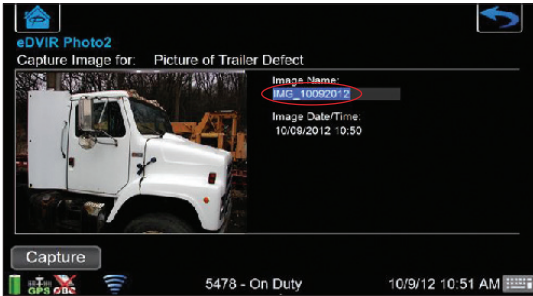 eDVIR Photo2
Capture Image for: Picture of Trailer Defect
Image Name:
IMG_10092012
Image Date/Time:
10/09/2012 10:50
Capture
GPS OBC
5478 - On Duty
10/9/12 10:51 AM